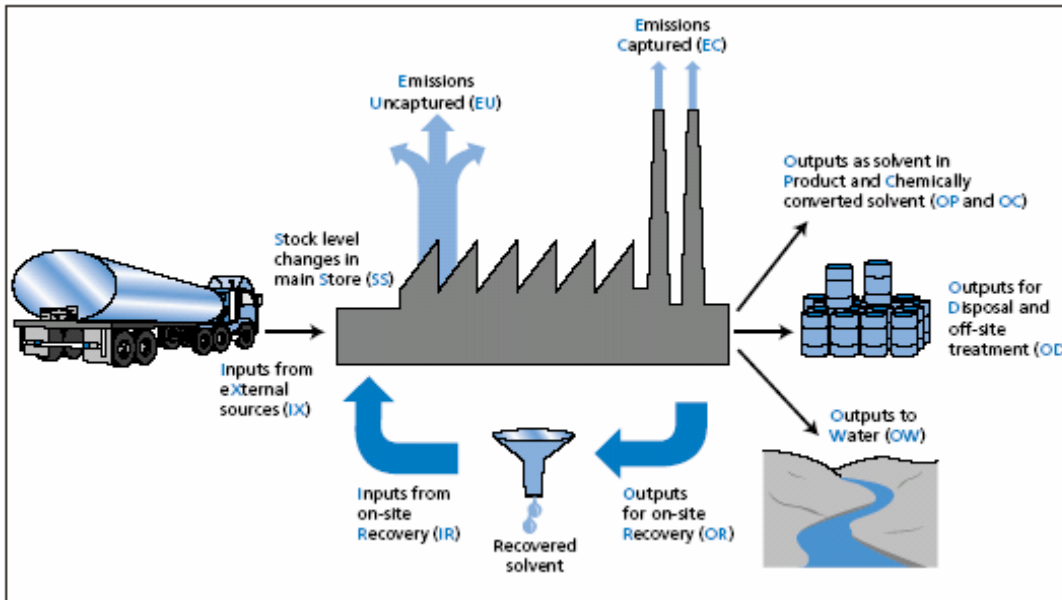 Emissions
Captured (EC)
Emissions
Uncaptured (EU)
Outputs as solvent in
Product and Chemically
converted solvent (OP and OC)
Stock level
changes in
main Store (SS)
Outputs for
Disposal and
off-site
treatment (OD
Inputs from
eXternal
sources (IX)
Outputs to
Water (OW)
Inputs from
on-site
Recovery (IR)
Recovered
solvent
Outputs
for on-site
Recovery (OR)